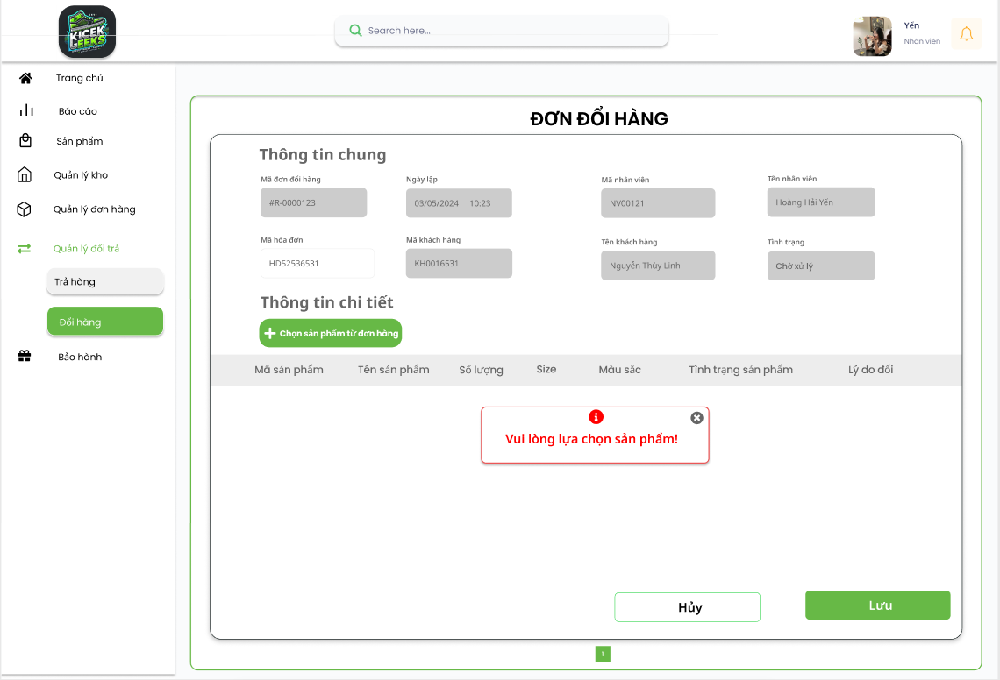 KICEK
GEEKS
Search here...
Yến
Nhân viên
Trang chủ
Báo cáo
Sản phẩm
Quản lý kho
Quản lý đơn hàng
Quản lý đổi trả
Trả hàng
Đổi hàng
Bảo hành
ĐƠN ĐỔI HÀNG
Thông tin chung
Mã đơn đổi hàng
Ngày lập
Mã nhân viên
Tên nhân viên
#R-0000123
03/05/2024 10:23
NV00121
Hoàng Hải Yến
Mã hóa đơn
Mã khách hàng
Tên khách hàng
Tình trạng
HD52536531
KH0016531
Nguyễn Thùy Linh
Chờ xử lý
Thông tin chi tiết
Chọn sản phẩm từ đơn hàng
Mã sản phẩm Tên sản phẩm Số lượng Size Màu sắc Tình trạng sản phẩm Lý do đổi
Vui lòng lựa chọn sản phẩm!
Hủy
Lưu
1